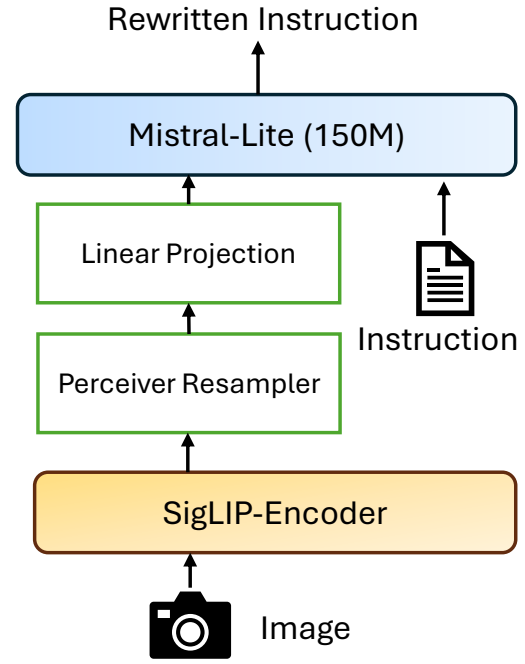 Rewritten Instruction
Mistral-Lite (150M)
Linear Projection
Instruction
Perceiver Resampler
SigLIP-Encoder
Image